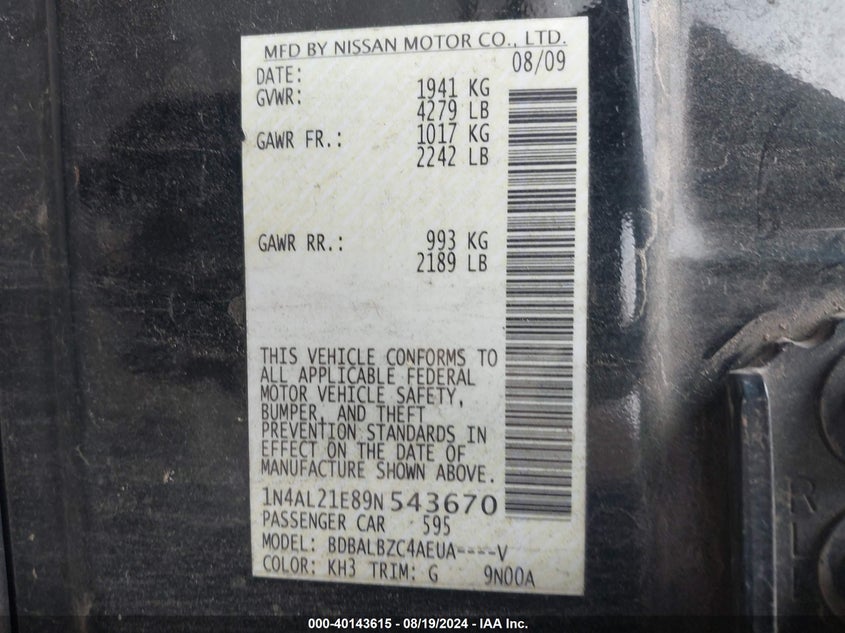 MFD BY NISSAN MOTOR CO., LTD.
DATE: 08/09
GVWR: 1941 KG
4279 LB
GAWR FR.: 1017 KG
2242 LB
GAWR RR.: 993 KG
2189 LB
THIS VEHICLE CONFORMS TO
ALL APPLICABLE FEDERAL
MOTOR VEHICLE SAFETY,
BUMPER, AND THEFT
PREVENTION STANDARDS IN
EFFECT ON THE DATE OF
MANUFACTURE SHOWN ABOVE.
1N4AL21E89N543670
PASSENGER CAR 595
MODEL: BDBALBZC4AEUA----V
COLOR: KH3 TRIM: G 9N00A
R
L
000-40143615 - 08/19/2024 - IAA Inc.